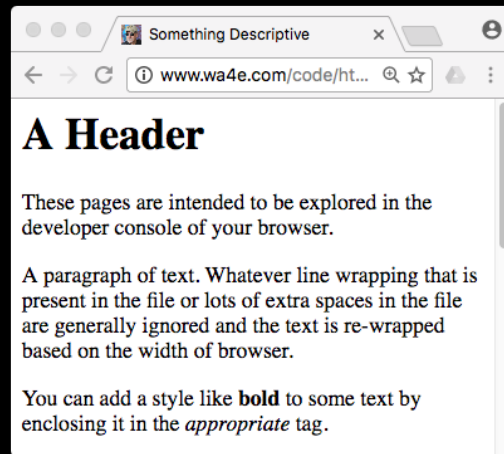 Something Descriptive
www.wa4e.com/code/ht...
A Header
These pages are intended to be explored in the
developer console of your browser.
A paragraph of text. Whatever line wrapping that is
present in the file or lots of extra spaces in the file
are generally ignored and the text is re-wrapped
based on the width of browser.
You can add a style like bold to some text by
enclosing it in the appropriate tag.